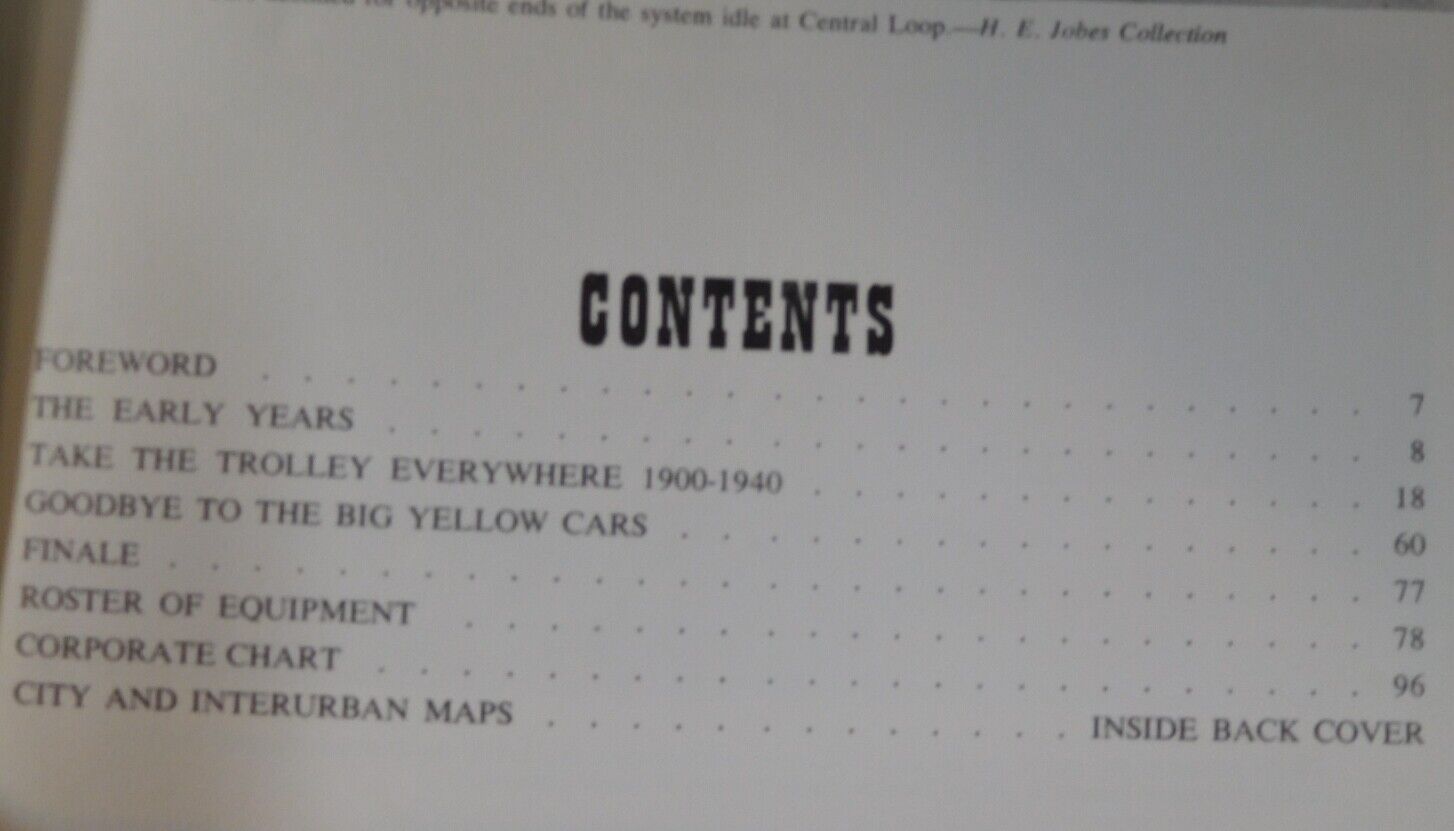 for opposite ends of the system idle at Central Loop.—H. E. Jobes Collection
CONTENTS
FOREWORD . . . . . . . . . . . . . . . . . . . . . . . . . . . 7
THE EARLY YEARS . . . . . . . . . . . . . . . . . . . . . . . . 8
TAKE THE TROLLEY EVERYWHERE 1900-1940 . . . . . . . . . . . . . . 18
GOODBYE TO THE BIG YELLOW CARS . . . . . . . . . . . . . . . . . 60
FINALE . . . . . . . . . . . . . . . . . . . . . . . . . . . . . 77
ROSTER OF EQUIPMENT . . . . . . . . . . . . . . . . . . . . . . 78
CORPORATE CHART . . . . . . . . . . . . . . . . . . . . . . . . 96
CITY AND INTERURBAN MAPS . . . . . . . . . . . . . INSIDE BACK COVER